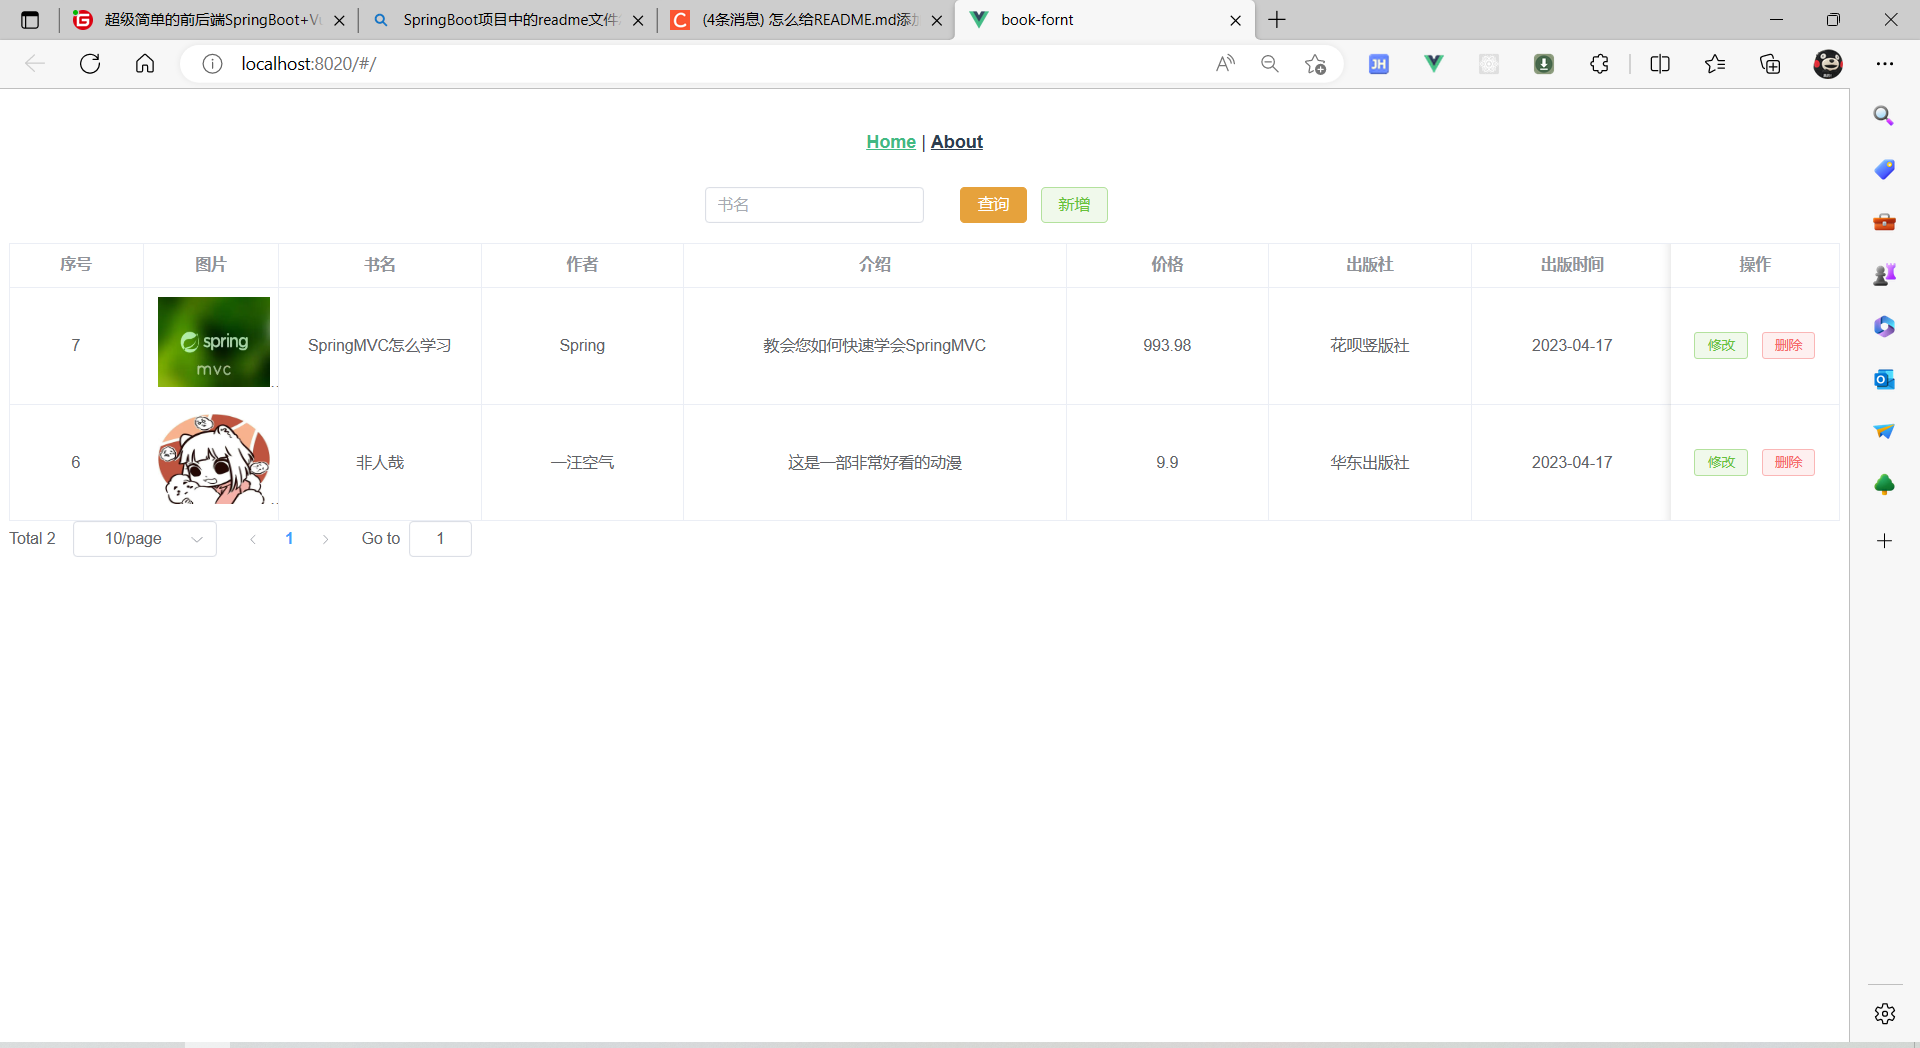 超级简单的前后端SpringBoot+Vu
SpringBoot项目中的readme文件
(4条消息) 怎么给README.md添加
book-fornt
localhost:8020/#/
JH
Home | About
书名 查询 新增
序号 图片 书名 作者 介绍 价格 出版社 出版时间 操作
spring
mvc
7 SpringMVC怎么学习 Spring 教会您如何快速学会SpringMVC 993.98 花呗竖版社 2023-04-17 修改 删除
6 非人哉 一汪空气 这是一部非常好看的动漫 9.9 华东出版社 2023-04-17 修改 删除
Total 2 10/page 1 Go to 1